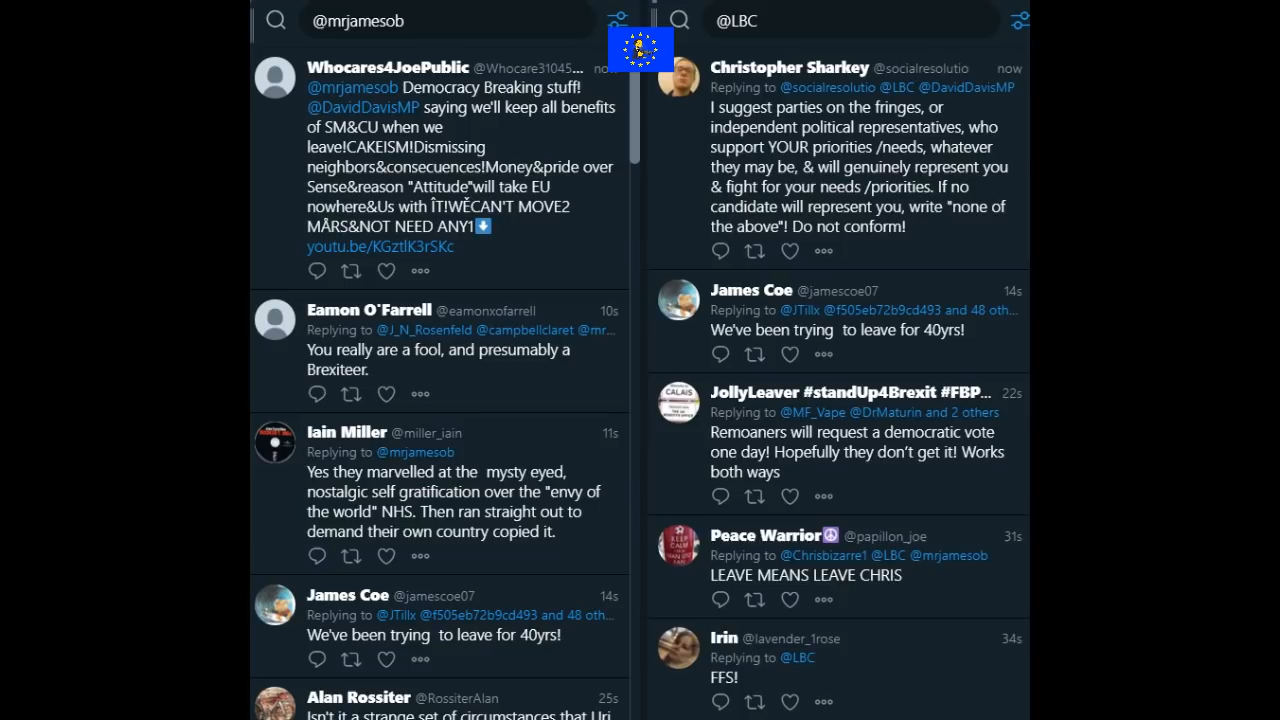 @mrjamesob
Whocares4JoePublic @Whocare31045... now
@mrjamesob Democracy Breaking stuff!
@DavidDavisMP saying we'll keep all benefits
of SM&CU when we
leave!CAKEISM!Dismissing
neighbors&consecuences!Money&pride over
Sense&reason "Attitude"will take EU
nowhere&Us with ÎT!WĚCAN'T MOVE2
MÅRS&NOT NEED ANY1⬇
youtu.be/KGztlK3rSKc
Eamon O'Farrell @eamonxofarrell 10s
Replying to @J_N_Rosenfeld @campbellclaret @mr...
You really are a fool, and presumably a
Brexiteer.
Iain Miller @miller_iain 11s
Replying to @mrjamesob
Yes they marvelled at the mysty eyed,
nostalgic self gratification over the "envy of
the world" NHS. Then ran straight out to
demand their own country copied it.
James Coe @jamescoe07 14s
Replying to @JTillx @f505eb72b9cd493 and 48 oth...
We've been trying to leave for 40yrs!
Alan Rossiter @RossiterAlan 25s
Isn't it a strange set of circumstances that Uri
@LBC
Christopher Sharkey @socialresolutio now
Replying to @socialresolutio @LBC @DavidDavisMP
I suggest parties on the fringes, or
independent political representatives, who
support YOUR priorities /needs, whatever
they may be, & will genuinely represent you
& fight for your needs /priorities. If no
candidate will represent you, write "none of
the above"! Do not conform!
James Coe @jamescoe07 14s
Replying to @JTillx @f505eb72b9cd493 and 48 oth...
We've been trying to leave for 40yrs!
JollyLeaver #standUp4Brexit #FBP... 22s
Replying to @MF_Vape @DrMaturin and 2 others
Remoaners will request a democratic vote
one day! Hopefully they don't get it! Works
both ways
Peace Warrior☮ @papillon_joe 31s
Replying to @Chrisbizarre1 @LBC @mrjamesob
LEAVE MEANS LEAVE CHRIS
Irin @lavender_1rose 34s
Replying to @LBC
FFS!
CALAIS
KEEP
CALM